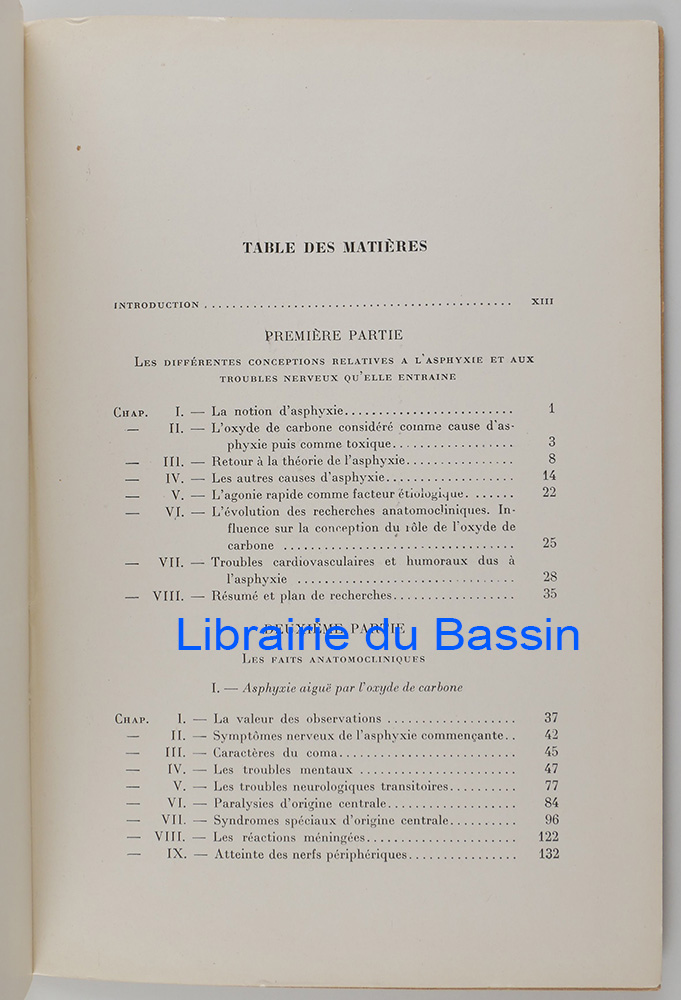 TABLE DES MATIÈRES
INTRODUCTION ............................................ XIII
PREMIÈRE PARTIE
LES DIFFÉRENTES CONCEPTIONS RELATIVES A L'ASPHYXIE ET AUX
TROUBLES NERVEUX QU'ELLE ENTRAINE
CHAP. I. — La notion d'asphyxie......................... 1
— II. — L'oxyde de carbone considéré comme cause d'as-
phyxie puis comme toxique.................. 3
— III. — Retour à la théorie de l'asphyxie................ 8
— IV. — Les autres causes d'asphyxie................... 14
— V. — L'agonie rapide comme facteur étiologique. ...... 22
— VI. — L'évolution des recherches anatomocliniques. In-
fluence sur la conception du rôle de l'oxyde de
carbone .................................. 25
— VII. — Troubles cardiovasculaires et humoraux dus à
l'asphyxie ................................ 28
— VIII. — Résumé et plan de recherches.................. 35
DEUXIÈME PARTIE
Librairie du Bassin
LES FAITS ANATOMOCLINIQUES
I. — Asphyxie aiguë par l'oxyde de carbone
CHAP. I. — La valeur des observations ................... 37
— II. — Symptômes nerveux de l'asphyxie commençante.. 42
— III. — Caractères du coma.......................... 45
— IV. — Les troubles mentaux ....................... 47
— V. — Les troubles neurologiques transitoires.......... 77
— VI. — Paralysies d'origine centrale................... 84
— VII. — Syndromes spéciaux d'origine centrale.......... 96
— VIII. — Les réactions méningées...................... 122
— IX. — Atteinte des nerfs périphériques................ 132